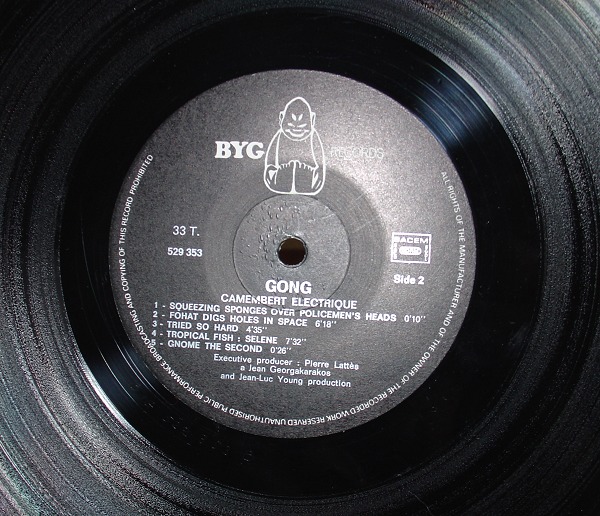 BYG RECORDS
33 T.
529 353
BIEM
SACEM
Side 2
GONG
CAMEMBERT ELECTRIQUE
1 - SQUEEZING SPONGES OVER POLICEMEN'S HEADS 0'10"
2 - FOHAT DIGS HOLES IN SPACE 6'18"
3 - TRIED SO HARD 4'35"
4 - TROPICAL FISH : SELENE 7'32"
5 - GNOME THE SECOND 0'26"
Executive producer : Pierre Lattès
a Jean Georgakarakos
and Jean-Luc Young production
ALL RIGHTS OF THE MANUFACTURER AND OF THE OWNER OF THE RECORDED WORK RESERVED UNAUTHORISED PUBLIC PERFORMANCE BROADCASTING AND COPYING OF THIS RECORD PROHIBITED